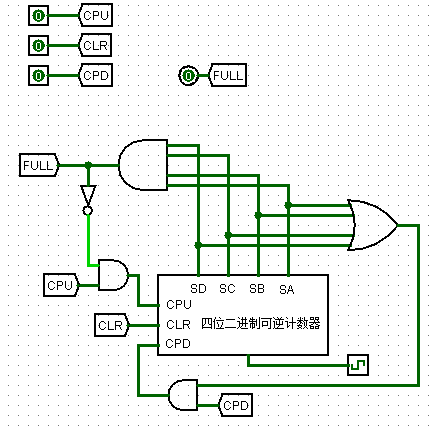 0 CPU
0 CLR
0 CPD
0 FULL
FULL
SD SC SB SA
CPU
CPU
CLR
CLR
四位二进制可逆计数器
CPD
CPD